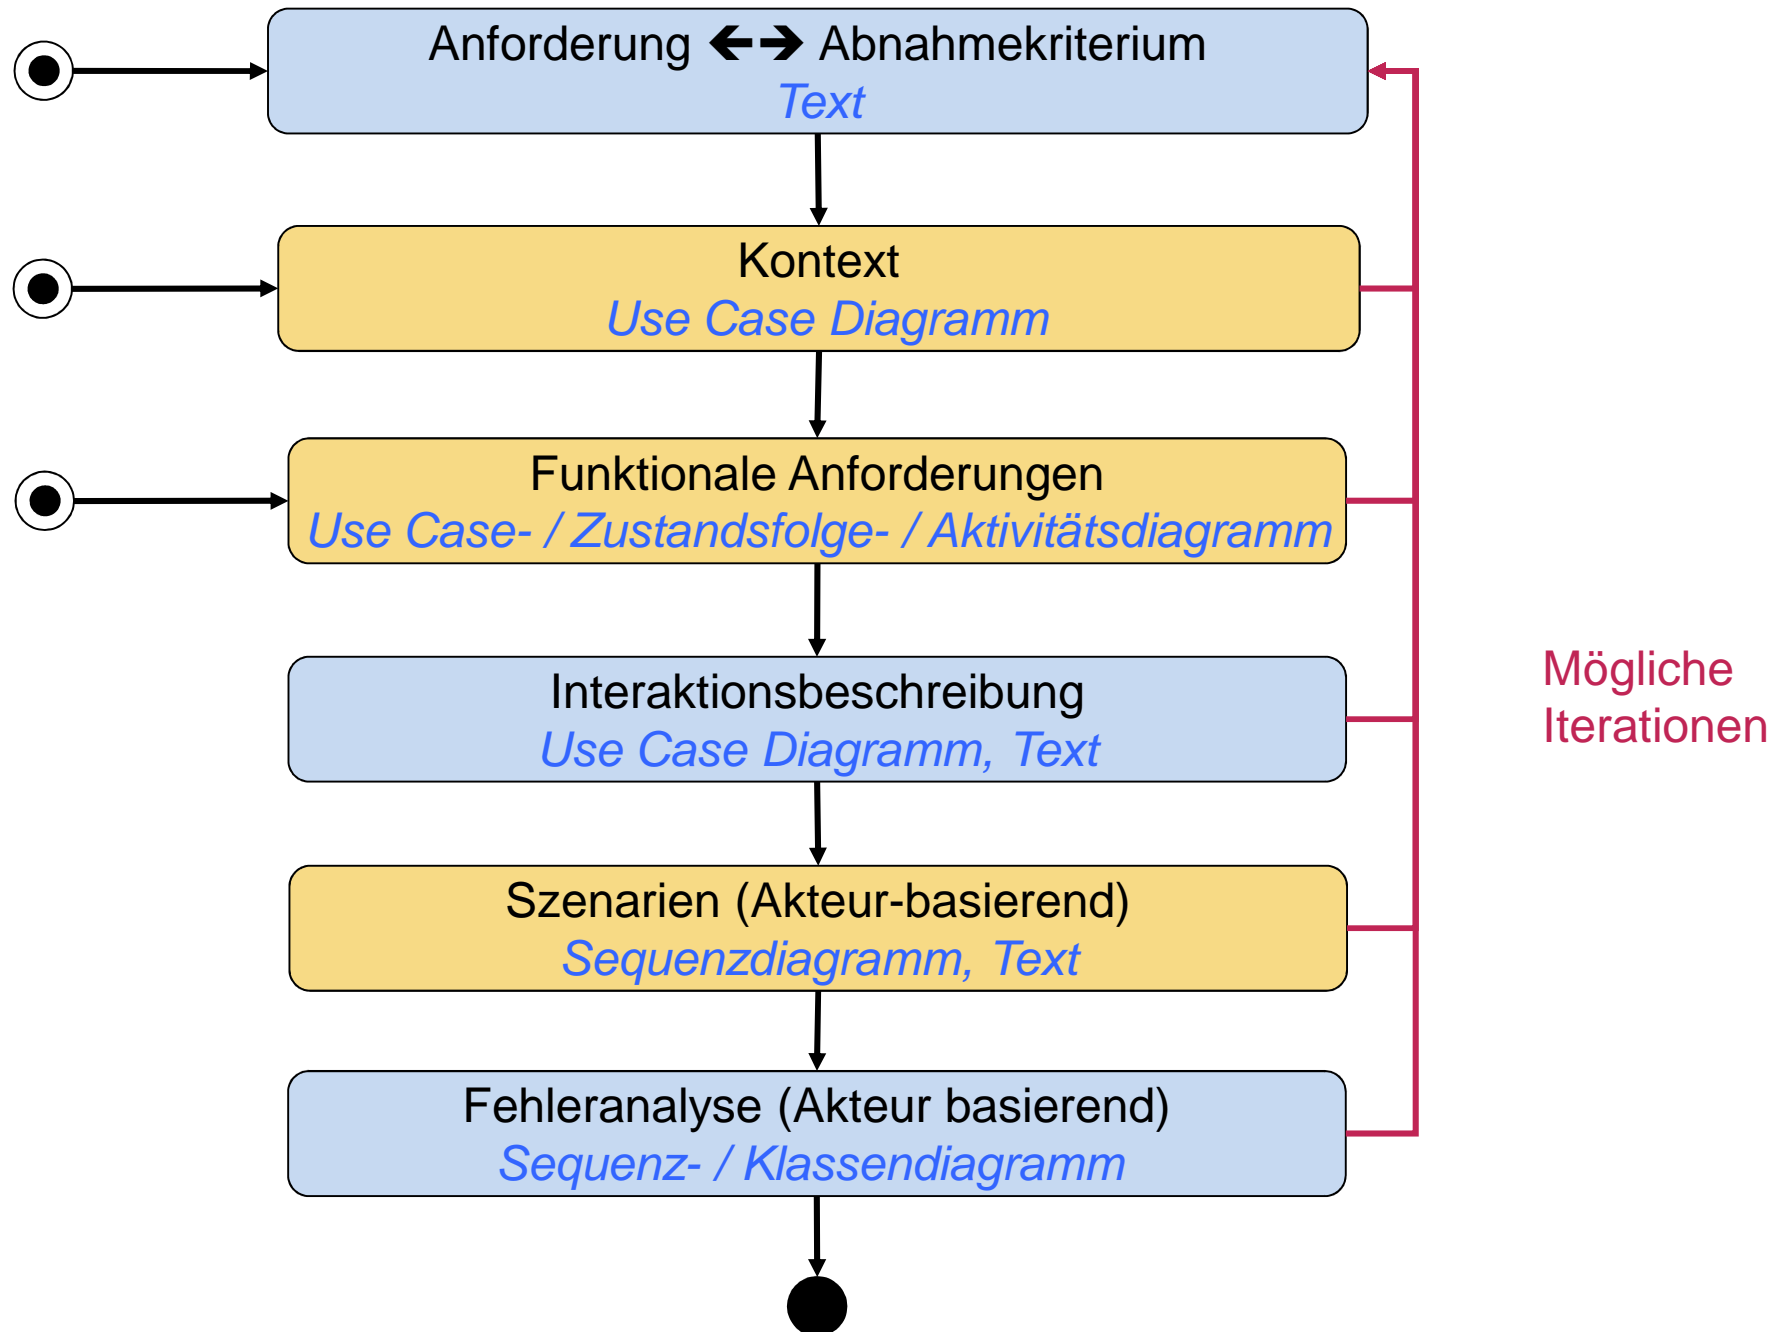 Anforderung 🡨🡪 Abnahmekriterium
Text
Kontext
Use Case Diagramm
Funktionale Anforderungen
Use Case- / Zustandsfolge- / Aktivitätsdiagramm
Interaktionsbeschreibung
Use Case Diagramm, Text
Mögliche
Iterationen
Szenarien (Akteur-basierend)
Sequenzdiagramm, Text
Fehleranalyse (Akteur basierend)
Sequenz- / Klassendiagramm